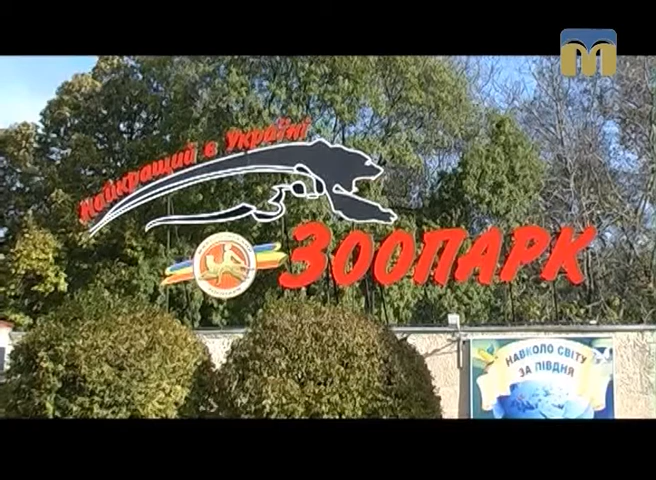 M
Найкращий в Україні
ЗООПАРК
НАВКОЛО СВІТУ
ЗА ПІВДНЯ